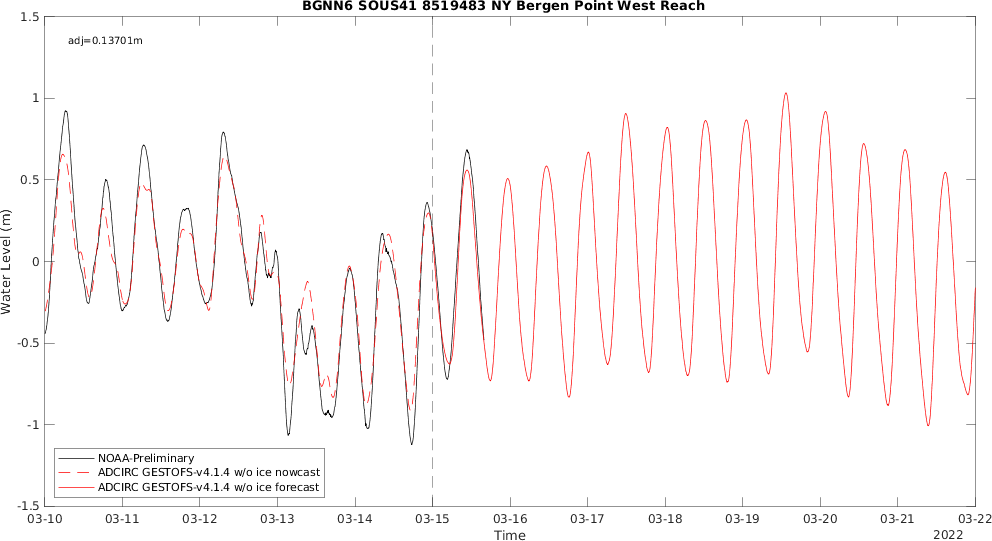 BGNN6 SOUS41 8519483 NY Bergen Point West Reach
adj=0.13701m
1.5
1
0.5
0
-0.5
-1
-1.5
Water Level (m)
NOAA-Preliminary
ADCIRC GESTOFS-v4.1.4 w/o ice nowcast
ADCIRC GESTOFS-v4.1.4 w/o ice forecast
03-10 03-11 03-12 03-13 03-14 03-15 03-16 03-17 03-18 03-19 03-20 03-21 03-22
Time
2022